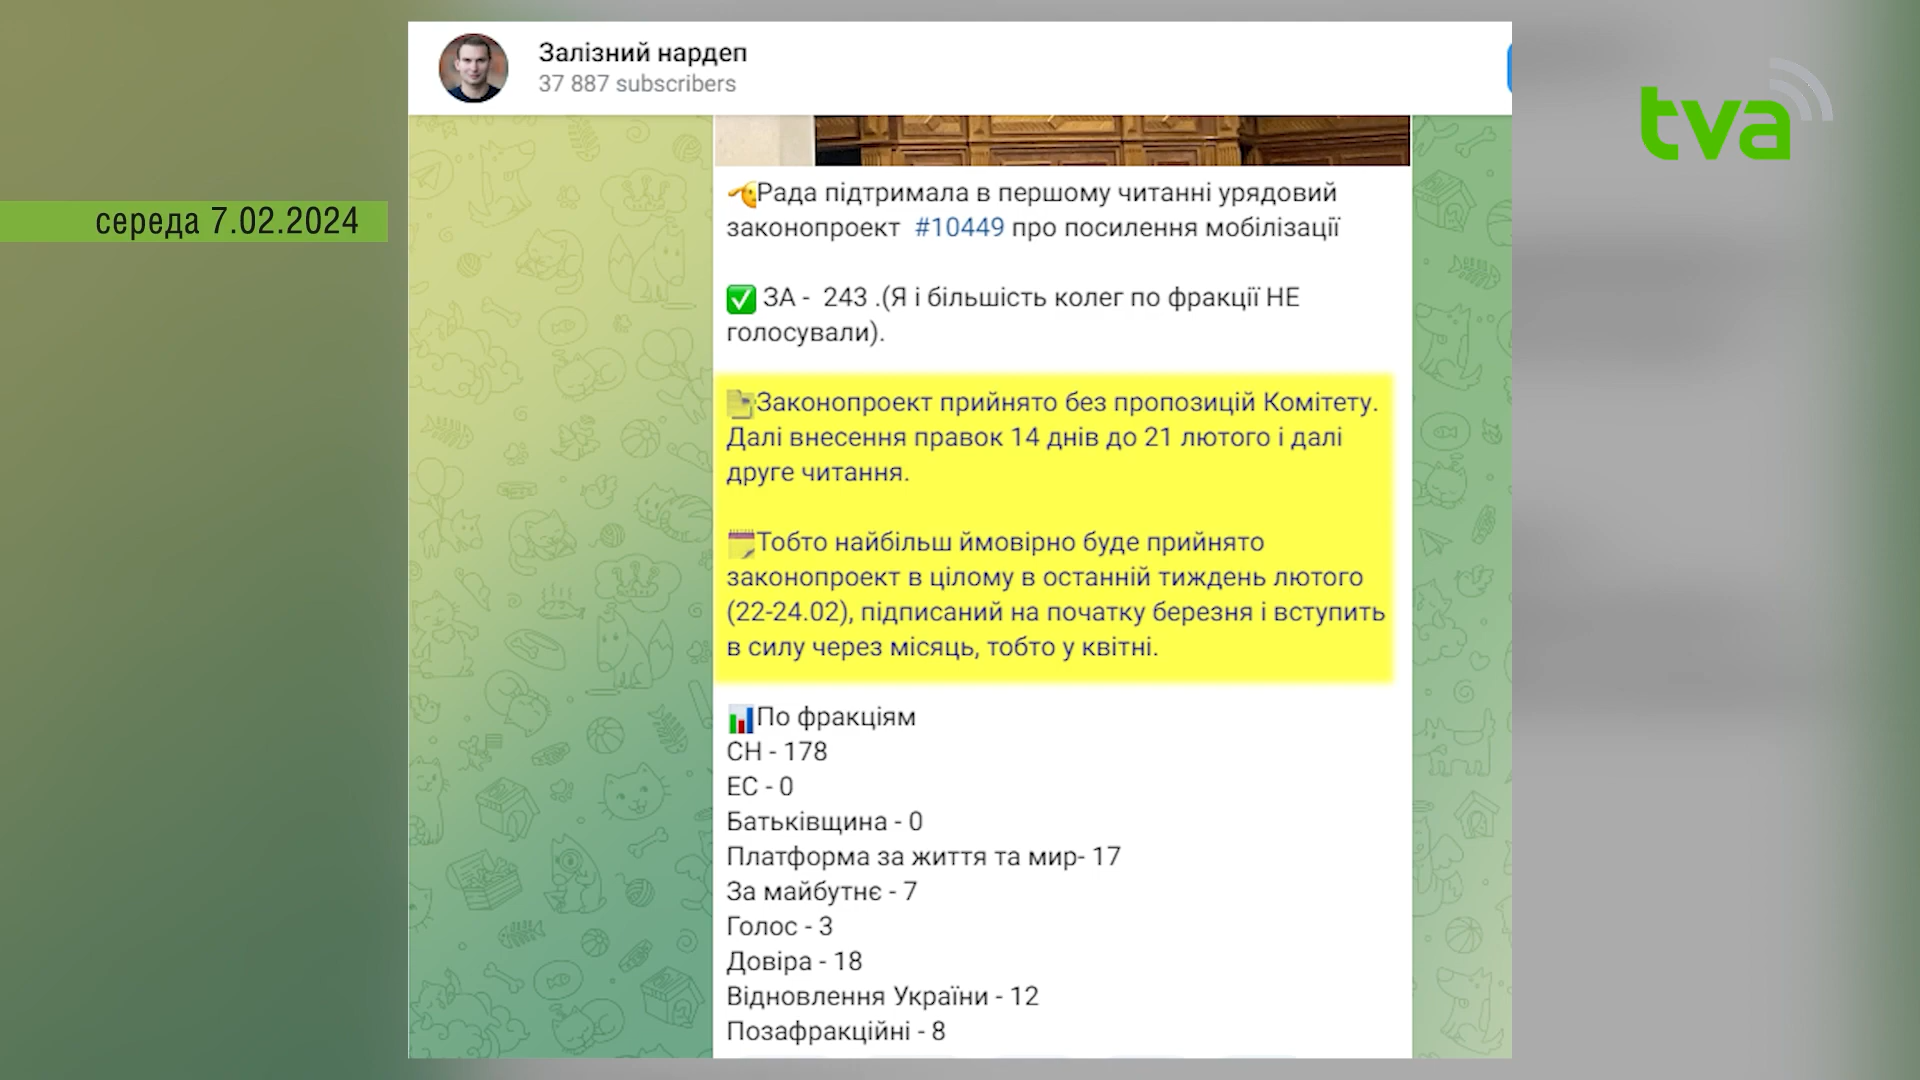 Залізний нардеп
37 887 subscribers
tva
середа 7.02.2024
Рада підтримала в першому читанні урядовий
законопроект #10449 про посилення мобілізації
ЗА - 243 .(Я і більшість колег по фракції НЕ
голосували).
Законопроект прийнято без пропозицій Комітету.
Далі внесення правок 14 днів до 21 лютого і далі
друге читання.
Тобто найбільш ймовірно буде прийнято
законопроект в цілому в останній тиждень лютого
(22-24.02), підписаний на початку березня і вступить
в силу через місяць, тобто у квітні.
По фракціям
СН - 178
ЕС - 0
Батьківщина - 0
Платформа за життя та мир- 17
За майбутнє - 7
Голос - 3
Довіра - 18
Відновлення України - 12
Позафракційні - 8